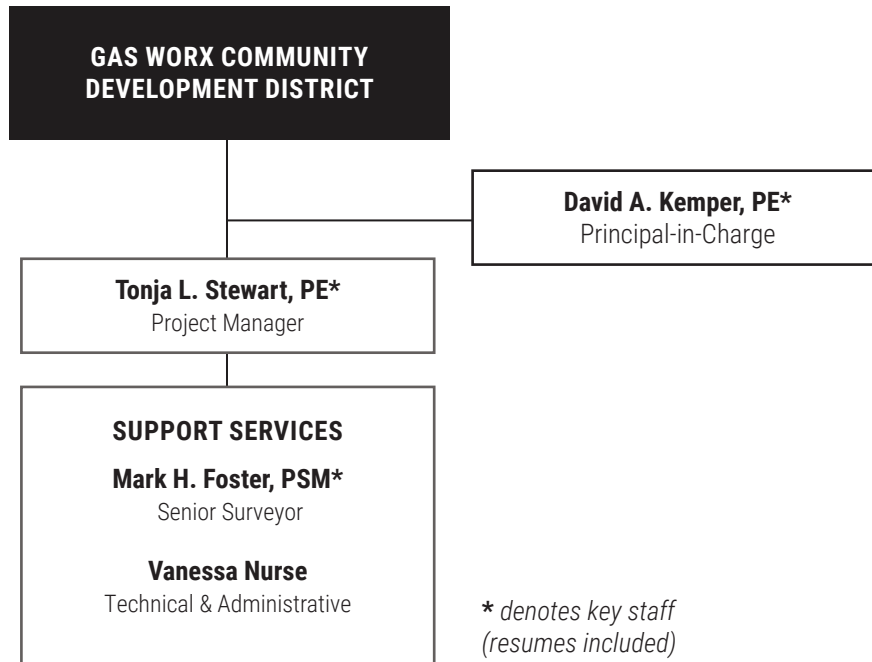 GAS WORX COMMUNITY
DEVELOPMENT DISTRICT
David A. Kemper, PE*
Principal-in-Charge
Tonja L. Stewart, PE*
Project Manager
SUPPORT SERVICES
Mark H. Foster, PSM*
Senior Surveyor
Vanessa Nurse
Technical & Administrative
* denotes key staff
(resumes included)